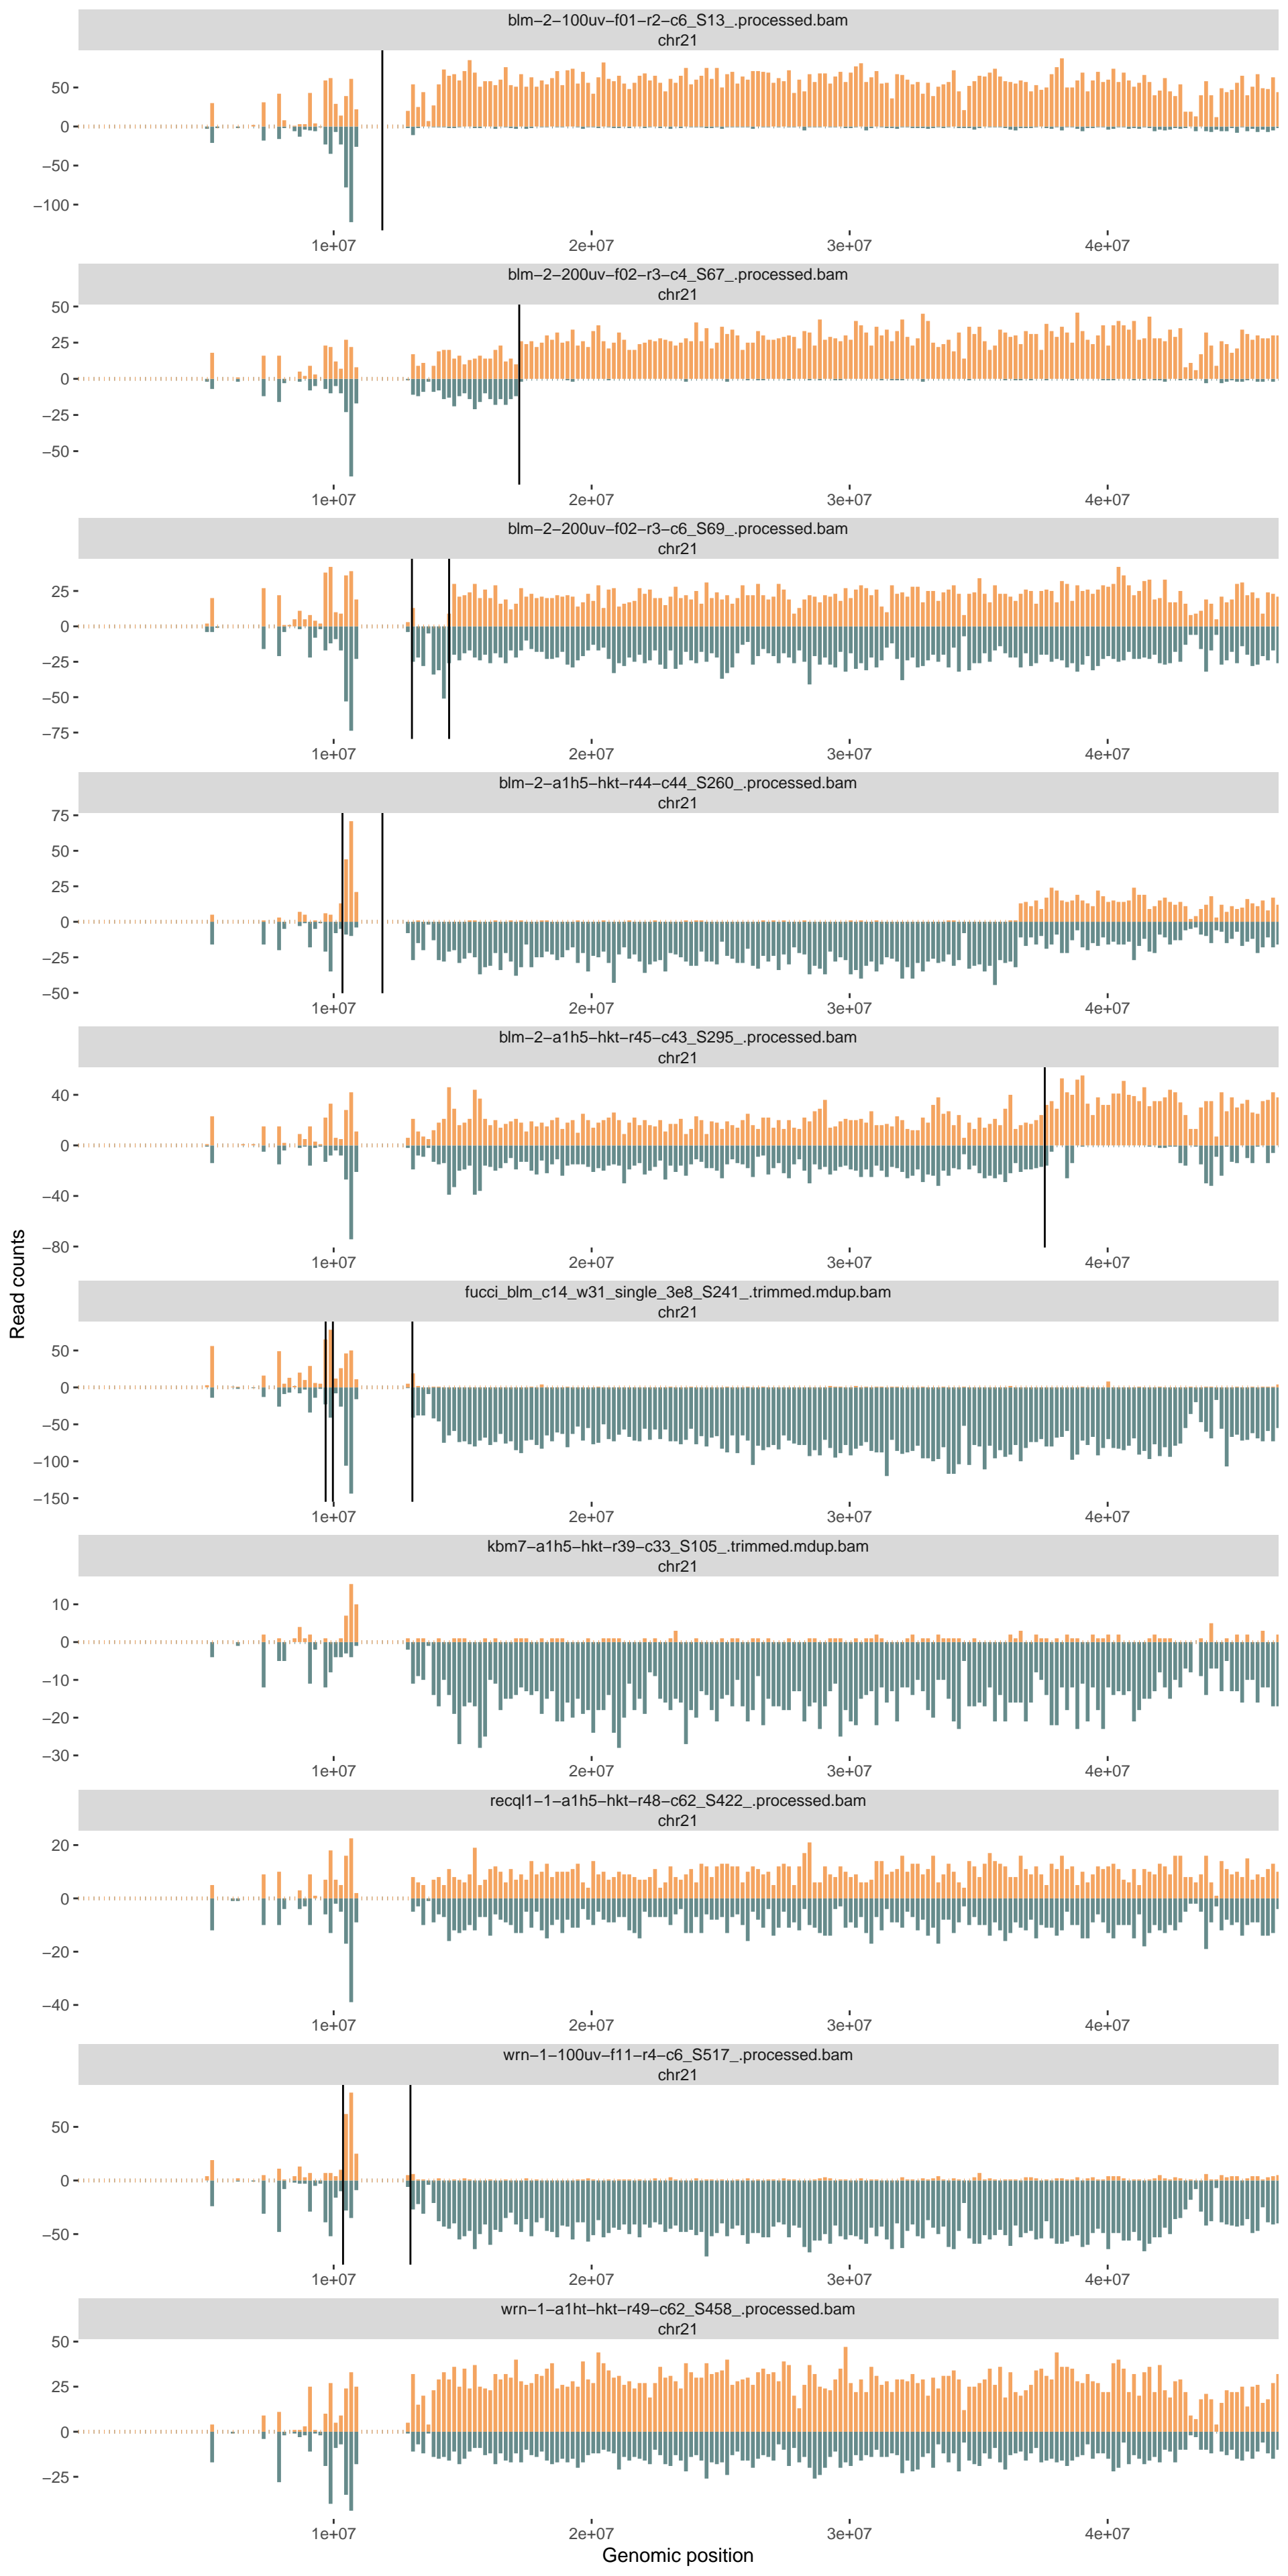 blm−2−100uv−f01−r2−c6_S13_.processed.bam
chr21
50
0
−50
−100
1e+07 2e+07 3e+07 4e+07
blm−2−200uv−f02−r3−c4_S67_.processed.bam
chr21
50
25
0
−25
−50
1e+07 2e+07 3e+07 4e+07
blm−2−200uv−f02−r3−c6_S69_.processed.bam
chr21
25
0
−25
−50
−75
1e+07 2e+07 3e+07 4e+07
blm−2−a1h5−hkt−r44−c44_S260_.processed.bam
chr21
75
50
25
0
−25
−50
1e+07 2e+07 3e+07 4e+07
blm−2−a1h5−hkt−r45−c43_S295_.processed.bam
chr21
40
0
−40
−80
1e+07 2e+07 3e+07 4e+07
Read counts
fucci_blm_c14_w31_single_3e8_S241_.trimmed.mdup.bam
chr21
50
0
−50
−100
−150
1e+07 2e+07 3e+07 4e+07
kbm7−a1h5−hkt−r39−c33_S105_.trimmed.mdup.bam
chr21
10
0
−10
−20
−30
1e+07 2e+07 3e+07 4e+07
recql1−1−a1h5−hkt−r48−c62_S422_.processed.bam
chr21
20
0
−20
−40
1e+07 2e+07 3e+07 4e+07
wrn−1−100uv−f11−r4−c6_S517_.processed.bam
chr21
50
0
−50
1e+07 2e+07 3e+07 4e+07
wrn−1−a1ht−hkt−r49−c62_S458_.processed.bam
chr21
50
25
0
−25
1e+07 2e+07 3e+07 4e+07
Genomic position